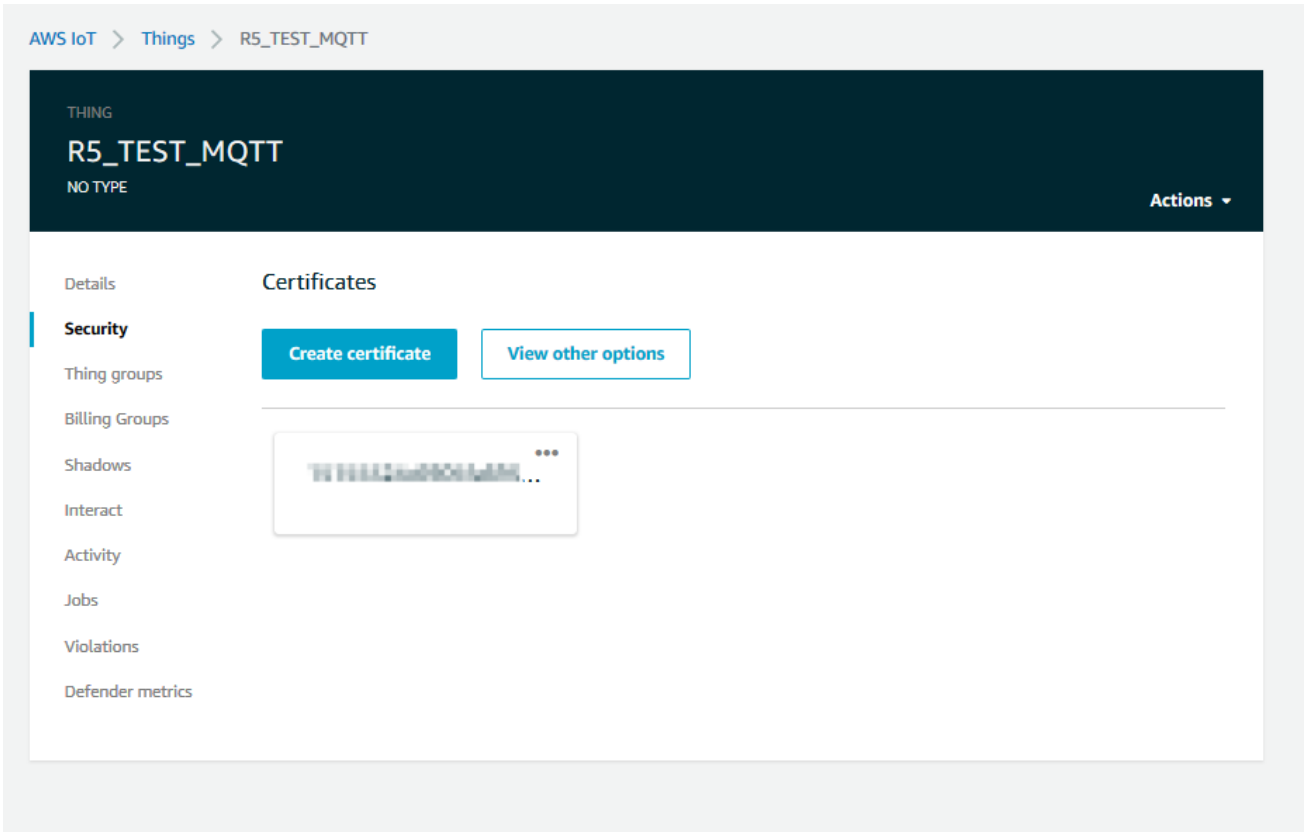 AWS IoT > Things > R5_TEST_MQTT
THING
R5_TEST_MQTT
NO TYPE
Actions
Details
Security
Thing groups
Billing Groups
Shadows
Interact
Activity
Jobs
Violations
Defender metrics
Certificates
Create certificate
View other options
...